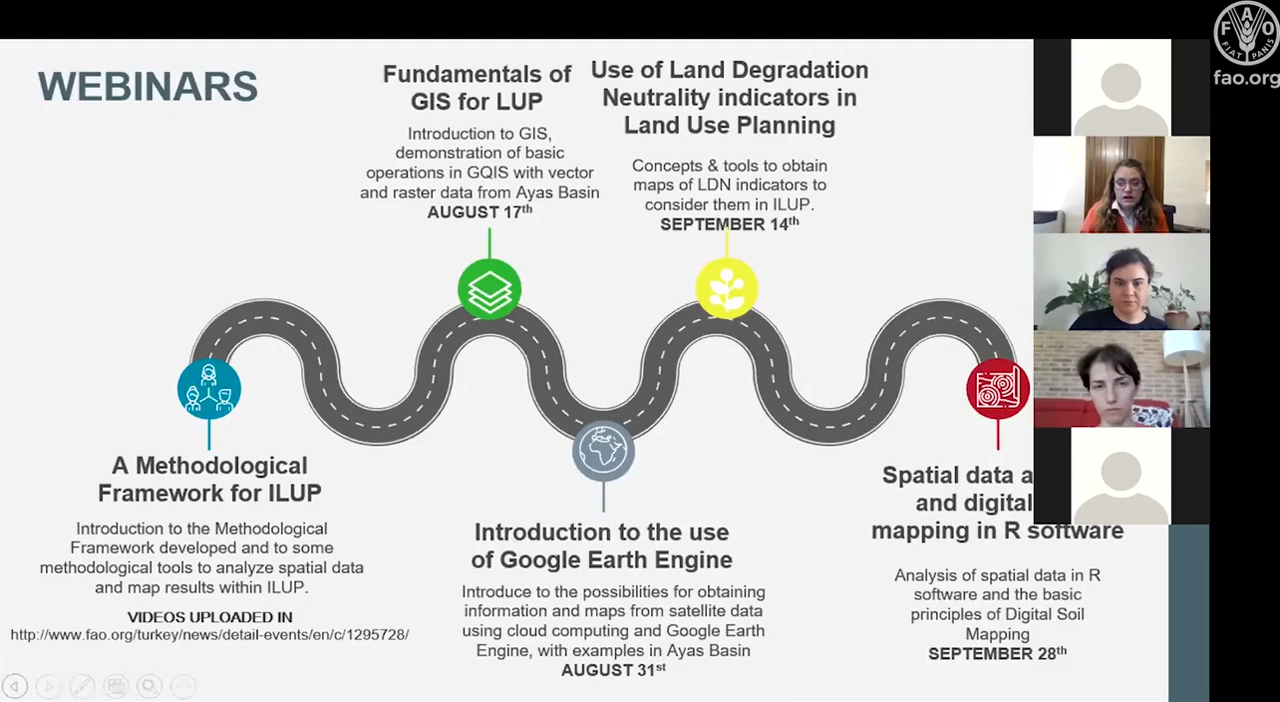 WEBINARS
Fundamentals of
GIS for LUP
Introduction to GIS,
demonstration of basic
operations in GQIS with vector
and raster data from Ayas Basin
AUGUST 17th
Use of Land Degradation
Neutrality indicators in
Land Use Planning
Concepts & tools to obtain
maps of LDN indicators to
consider them in ILUP.
SEPTEMBER 14th
A Methodological
Framework for ILUP
Introduction to the Methodological
Framework developed and to some
methodological tools to analyze spatial data
and map results within ILUP.
VIDEOS UPLOADED IN
http://www.fao.org/turkey/news/detail-events/en/c/1295728/
Introduction to the use
of Google Earth Engine
Introduce to the possibilities for obtaining
information and maps from satellite data
using cloud computing and Google Earth
Engine, with examples in Ayas Basin
AUGUST 31st
Spatial data a
and digital
mapping in R software
Analysis of spatial data in R
software and the basic
principles of Digital Soil
Mapping
SEPTEMBER 28th
F A O
FIAT PANIS
fao.org